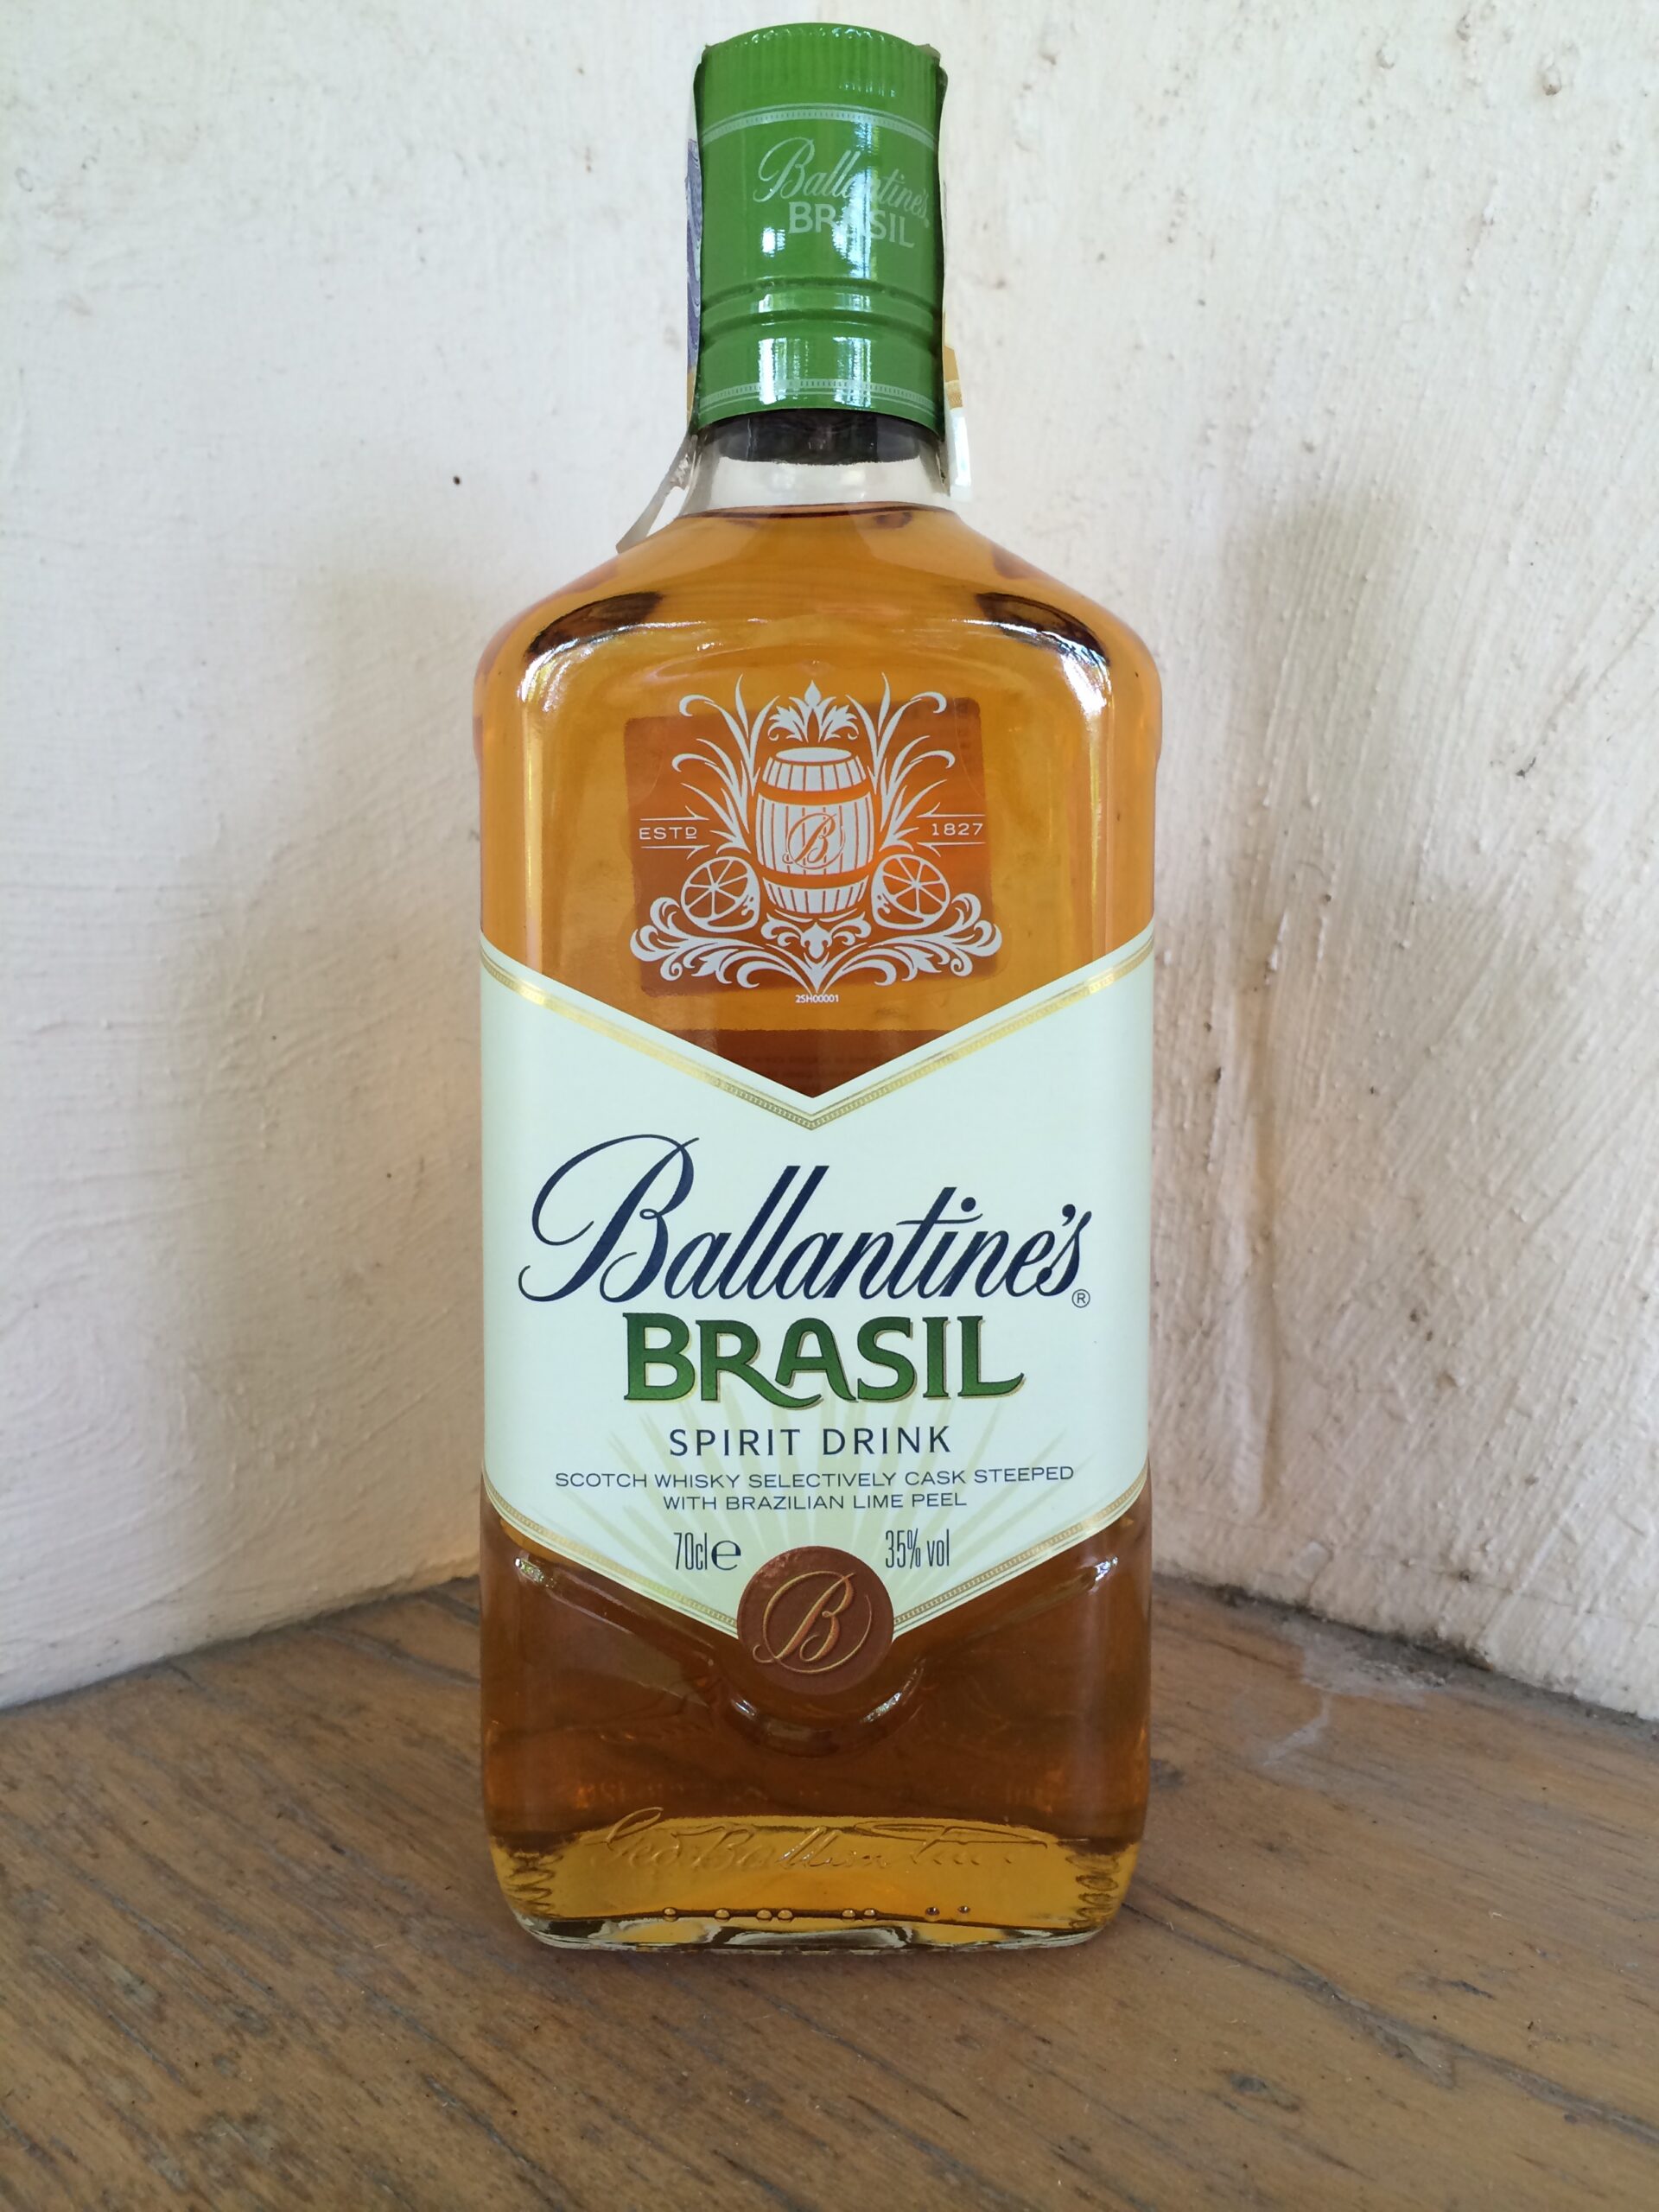 Ballantine's
BRASIL
ESTD
1827
B
25H00001
Ballantine's®
BRASIL
SPIRIT DRINK
SCOTCH WHISKY SELECTIVELY CASK STEEPED
WITH BRAZILIAN LIME PEEL
70cl℮ 35% vol
B